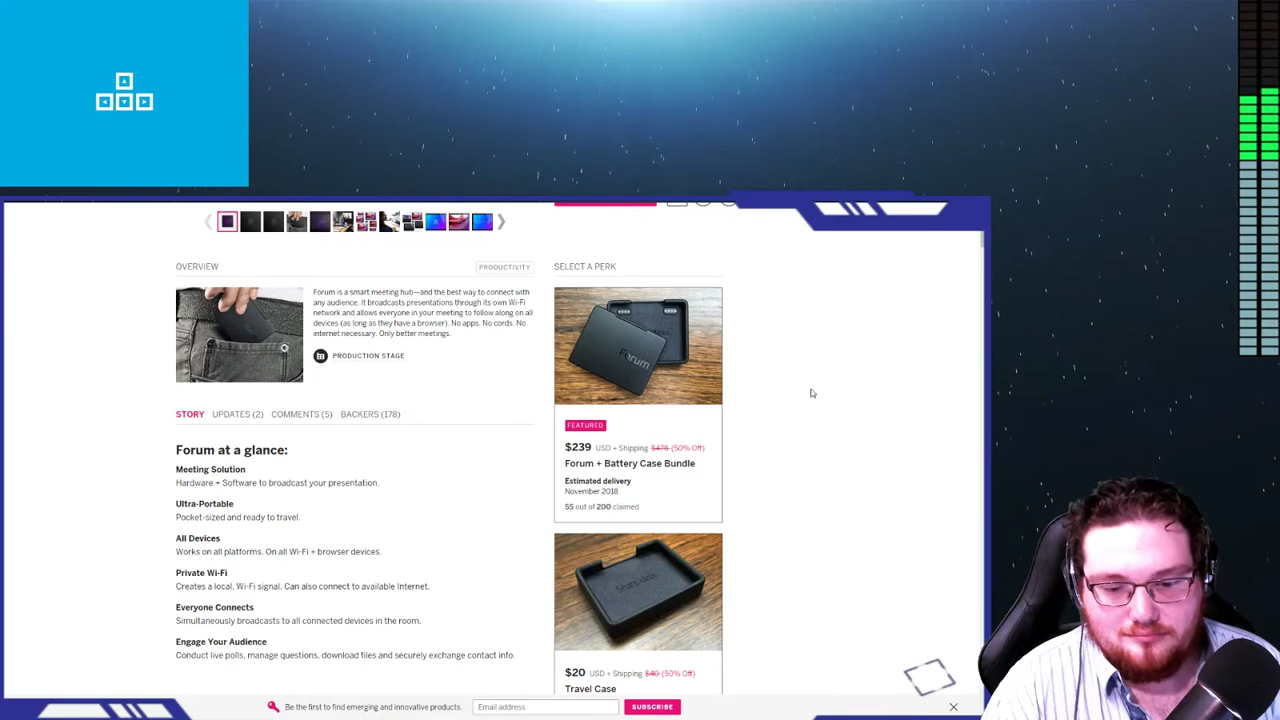 OVERVIEW
PRODUCTIVITY
Forum is a smart meeting hub—and the best way to connect with
any audience. It broadcasts presentations through its own Wi-Fi
network and allows everyone in your meeting to follow along on all
devices (as long as they have a browser). No apps. No cords. No
internet necessary. Only better meetings.
PRODUCTION STAGE
STORY UPDATES (2) COMMENTS (5) BACKERS (178)
Forum at a glance:
Meeting Solution
Hardware + Software to broadcast your presentation.
Ultra-Portable
Pocket-sized and ready to travel.
All Devices
Works on all platforms. On all Wi-Fi + browser devices.
Private Wi-Fi
Creates a local, Wi-Fi signal. Can also connect to available Internet.
Everyone Connects
Simultaneously broadcasts to all connected devices in the room.
Engage Your Audience
Conduct live polls, manage questions, download files and securely exchange contact info.
SELECT A PERK
Forum
ideas.
FEATURED
$239 USD + Shipping $478 (50% Off)
Forum + Battery Case Bundle
Estimated delivery
November 2018
55 out of 200 claimed
Share ideas.
$20 USD + Shipping $40 (50% Off)
Travel Case
Be the first to find emerging and innovative products.
Email address
SUBSCRIBE